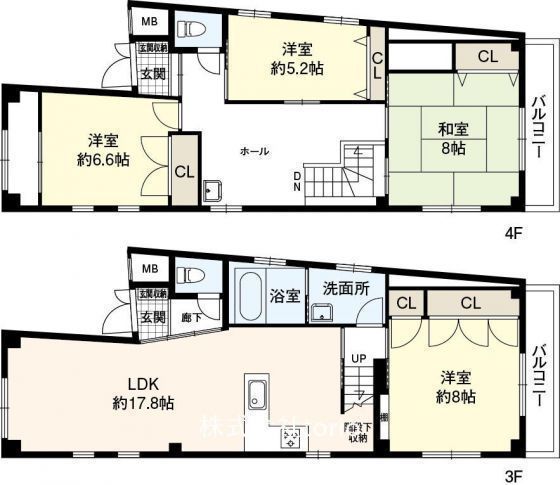 MB
玄関収納
玄関
洋室
約5.2帖
CL
CL
洋室
約6.6帖
CL
ホール
DN
和室
8帖
バルコニー
4F
MB
玄関収納
玄関
廊下
浴室
洗面所
CL
CL
UP
LDK
約17.8帖
洋室
約8帖
棚
階段下
収納
バルコニー
3F